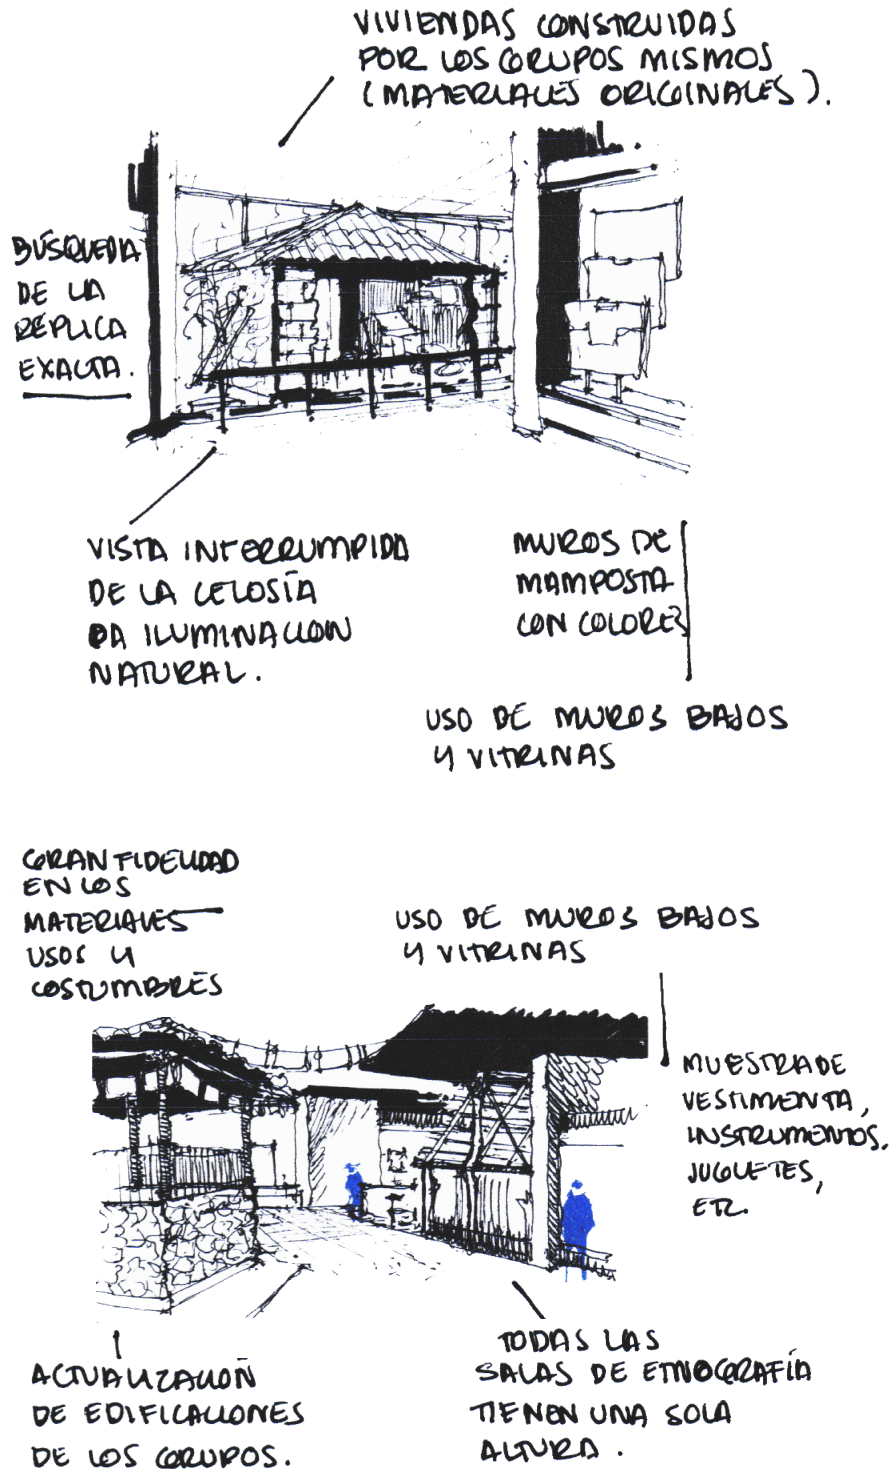 VIVIENDAS CONSTRUIDAS
POR LOS GRUPOS MISMOS
(MATERIALES ORIGINALES).
BÚSQUEDA
DE LA
RÉPLICA
EXACTA.
VISTA INTERRUMPIDA
DE LA CELOSÍA
DA ILUMINACION
NATURAL.
MUROS DE
MAMPOSTA
CON COLORES
USO DE MUROS BAJOS
Y VITRINAS
GRAN FIDELIDAD
EN LOS
MATERIALES
USOS Y
COSTUMBRES
USO DE MUROS BAJOS
Y VITRINAS
MUESTRA DE
VESTIMENTA,
INSTRUMENTOS,
JUGUETES,
ETC.
ACTUALIZACIÓN
DE EDIFICACIONES
DE LOS GRUPOS.
TODAS LAS
SALAS DE ETNOGRAFÍA
TIENEN UNA SOLA
ALTURA.